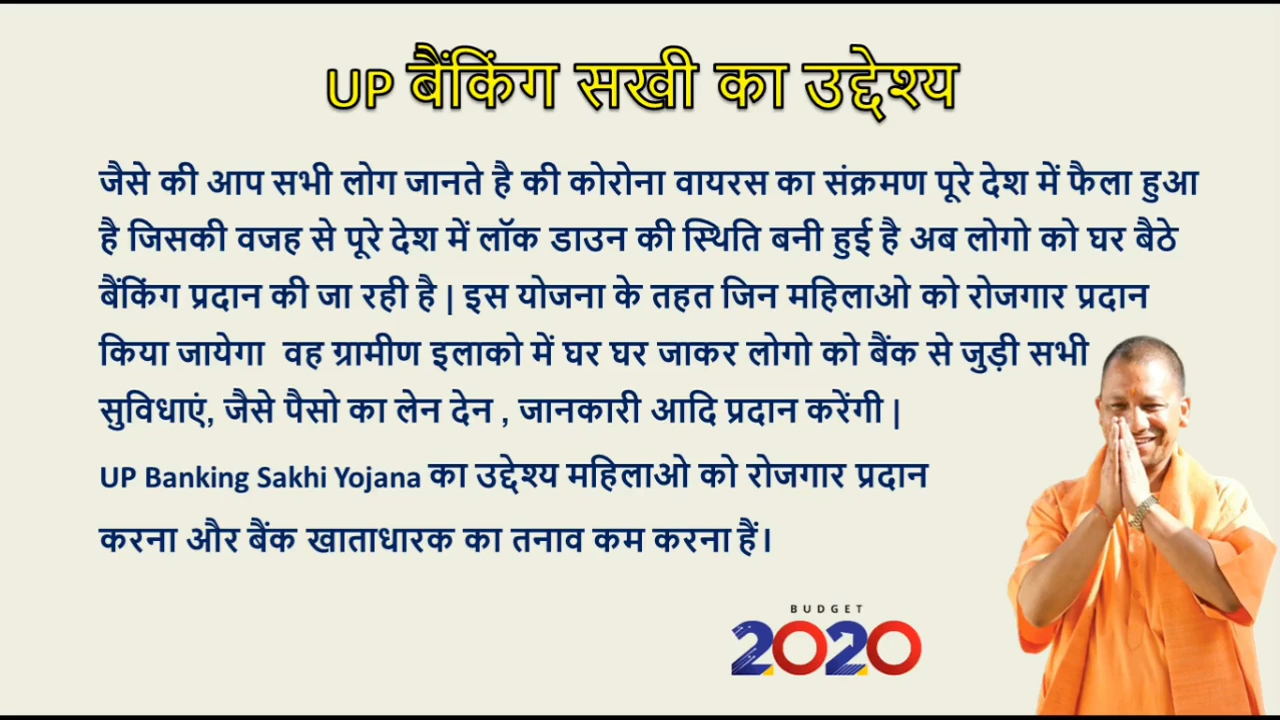 UP बैंकिंग सखी का उद्देश्य
जैसे की आप सभी लोग जानते है की कोरोना वायरस का संक्रमण पूरे देश में फैला हुआ
है जिसकी वजह से पूरे देश में लॉक डाउन की स्थिति बनी हुई है अब लोगो को घर बैठे
बैंकिंग प्रदान की जा रही है | इस योजना के तहत जिन महिलाओ को रोजगार प्रदान
किया जायेगा वह ग्रामीण इलाको में घर घर जाकर लोगो को बैंक से जुड़ी सभी
सुविधाएं, जैसे पैसो का लेन देन , जानकारी आदि प्रदान करेंगी |
UP Banking Sakhi Yojana का उद्देश्य महिलाओ को रोजगार प्रदान
करना और बैंक खाताधारक का तनाव कम करना हैं।
BUDGET
2020